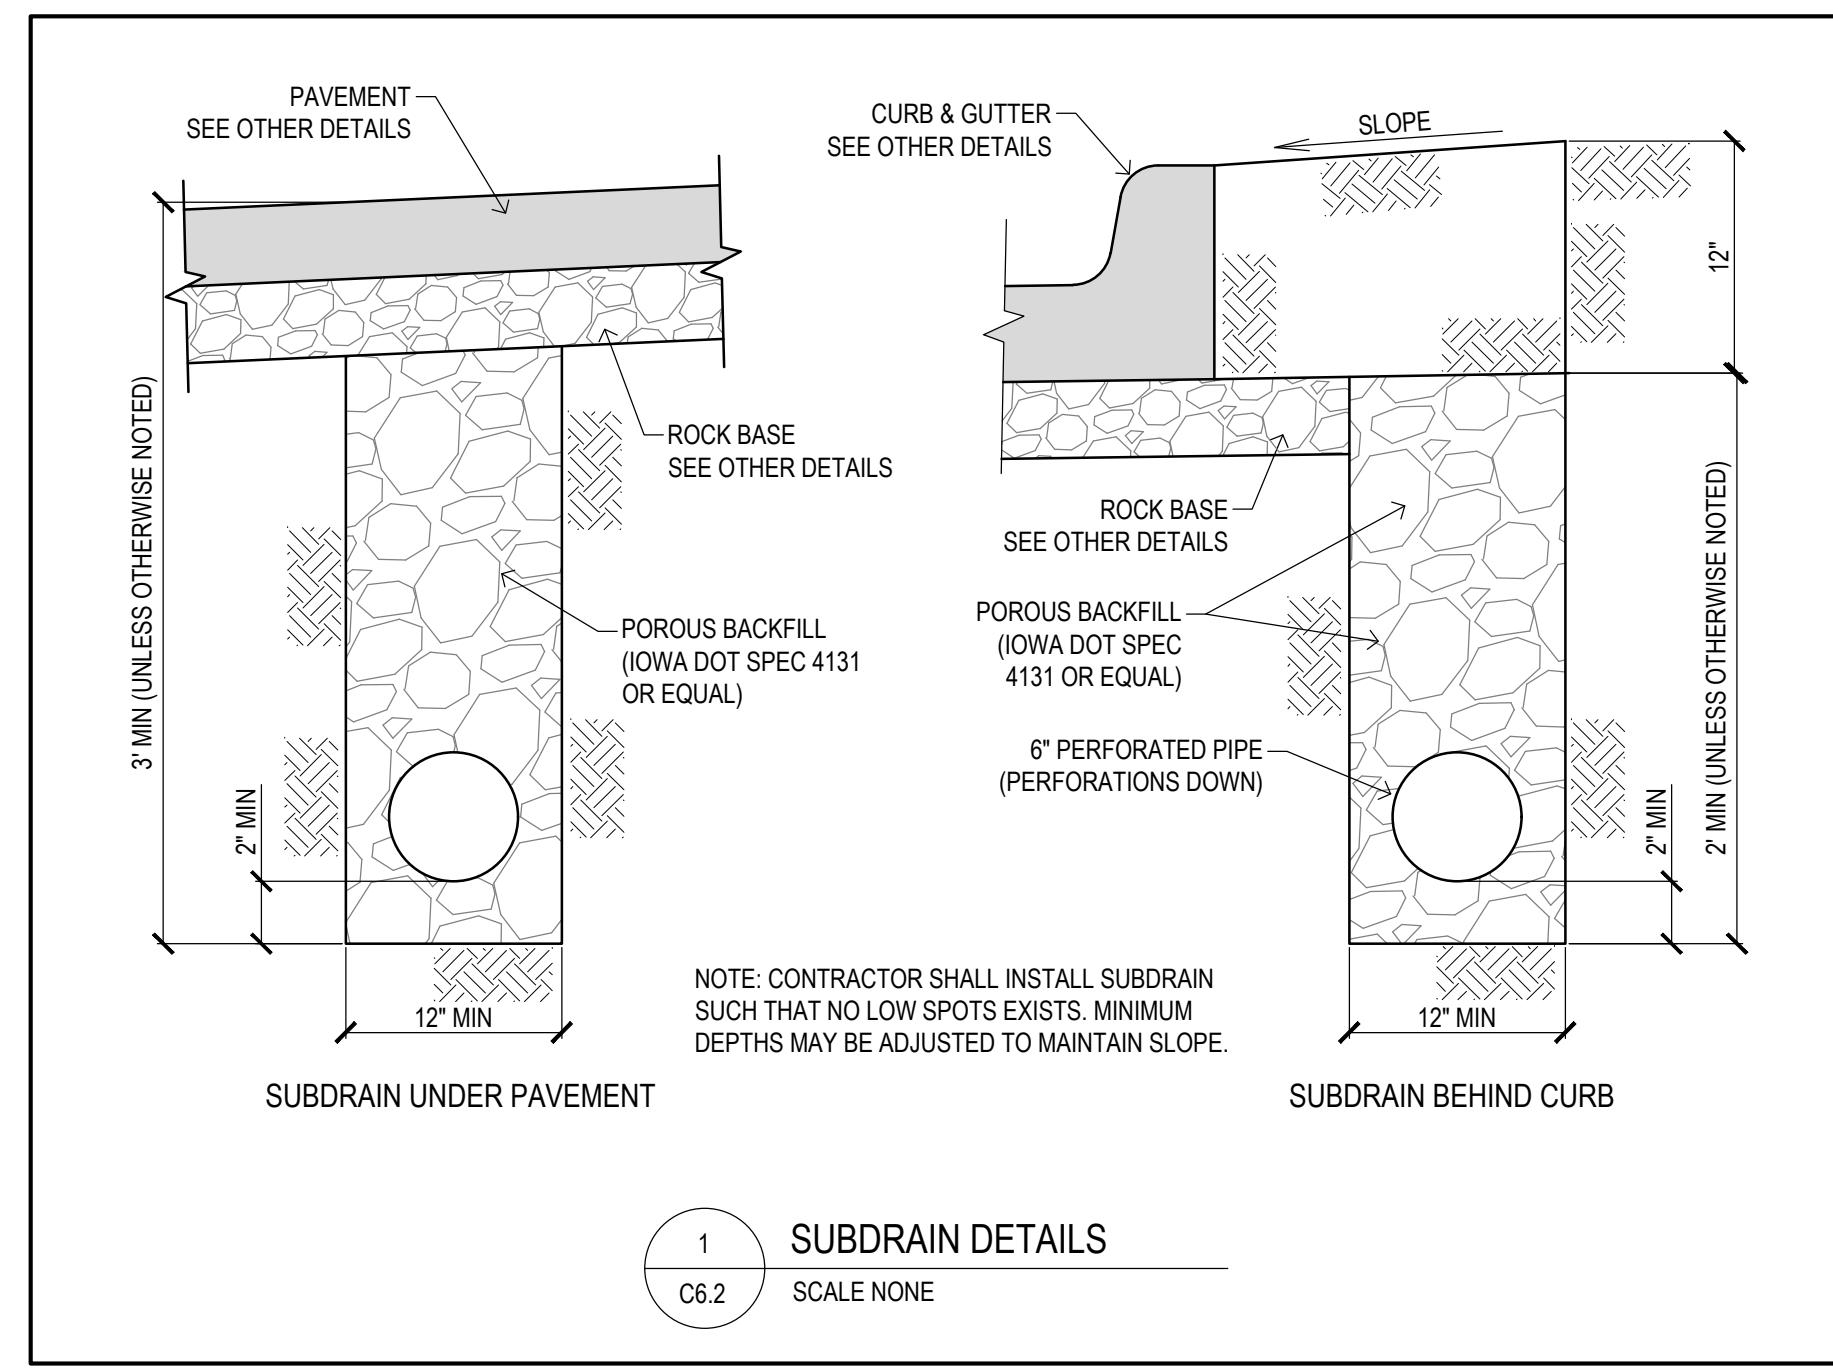 PAVEMENT
SEE OTHER DETAILS
3' MIN (UNLESS OTHERWISE NOTED)
2" MIN
ROCK BASE
SEE OTHER DETAILS
POROUS BACKFILL
(IOWA DOT SPEC 4131
OR EQUAL)
12" MIN
SUBDRAIN UNDER PAVEMENT
CURB & GUTTER
SEE OTHER DETAILS
SLOPE
12"
ROCK BASE
SEE OTHER DETAILS
POROUS BACKFILL
(IOWA DOT SPEC
4131 OR EQUAL)
6" PERFORATED PIPE
(PERFORATIONS DOWN)
2" MIN
2' MIN (UNLESS OTHERWISE NOTED)
12" MIN
SUBDRAIN BEHIND CURB
NOTE: CONTRACTOR SHALL INSTALL SUBDRAIN
SUCH THAT NO LOW SPOTS EXISTS. MINIMUM
DEPTHS MAY BE ADJUSTED TO MAINTAIN SLOPE.
1
C6.2
SUBDRAIN DETAILS
SCALE NONE